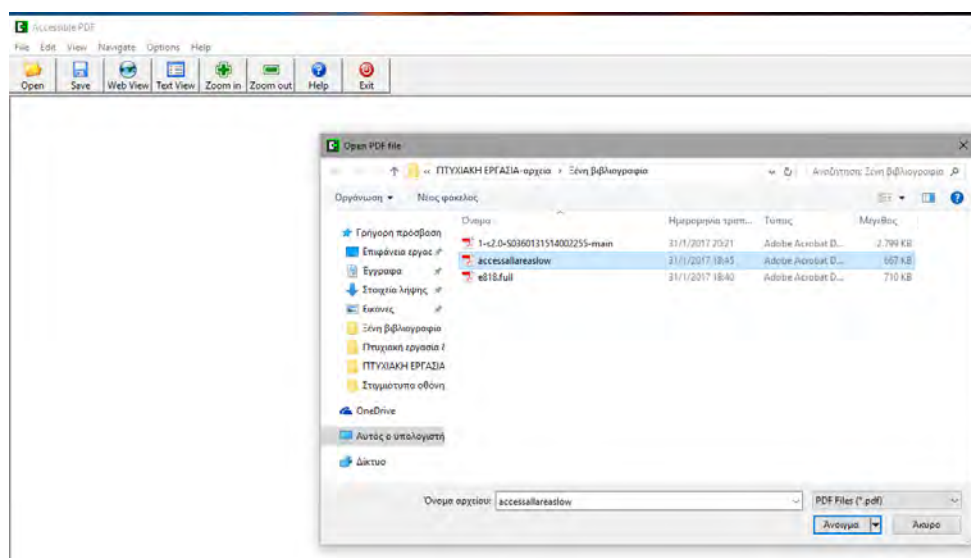 Accessible PDF
File Edit View Navigate Options Help
Open Save Web View Text View Zoom in Zoom out Help Exit
Open PDF file
« ΠΤΥΧΙΑΚΗ ΕΡΓΑΣΙΑ-αρχεία › Ξένη βιβλιογραφία
Αναζήτηση: Ξένη βιβλιογραφία
Οργάνωση Νέος φάκελος
Όνομα Ημερομηνία τροπ... Τύπος Μέγεθος
Γρήγορη πρόσβαση
1-s2.0-S0360131514002255-main 31/1/2017 20:21 Adobe Acrobat D... 2.799 KB
Επιφάνεια εργας
accessallareaslow 31/1/2017 18:45 Adobe Acrobat D... 667 KB
Έγγραφα
e818.full 31/1/2017 18:40 Adobe Acrobat D... 710 KB
Στοιχεία λήψης
Εικόνες
Ξένη βιβλιογραφία
Πτυχιακή εργασία
ΠΤΥΧΙΑΚΗ ΕΡΓΑΣΙΑ
Στιγμιότυπα οθόνη
OneDrive
Αυτός ο υπολογιστή
Δίκτυο
Όνομα αρχείου: accessallareaslow PDF Files (*.pdf)
Άνοιγμα Άκυρο